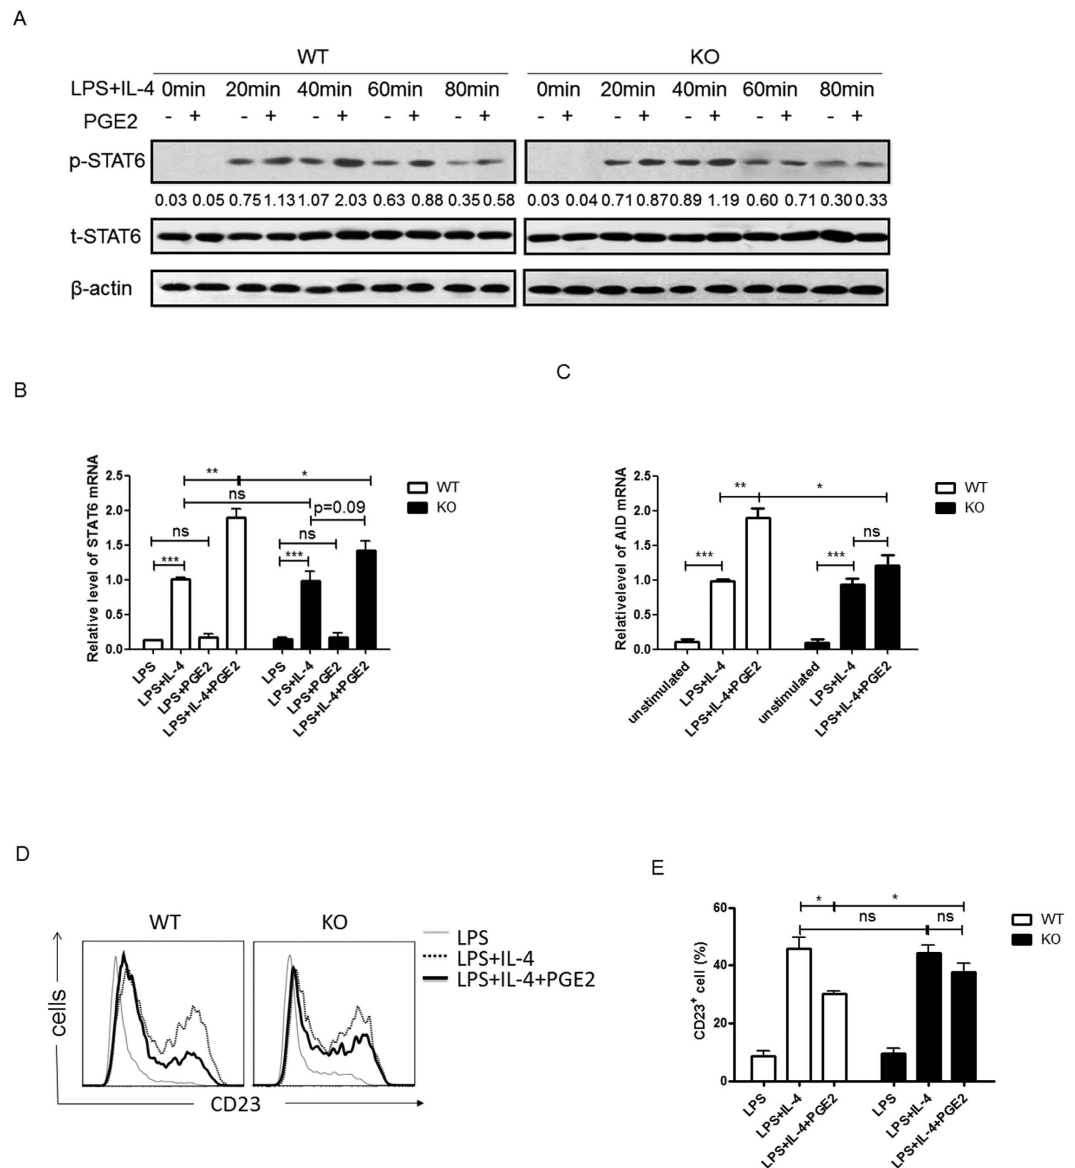 A
WT KO
LPS+IL-4 0min 20min 40min 60min 80min 0min 20min 40min 60min 80min
PGE2 - + - + - + - + - + - + - + - + - + - +
p-STAT6
0.03 0.05 0.75 1.13 1.07 2.03 0.63 0.88 0.35 0.58 0.03 0.04 0.71 0.87 0.89 1.19 0.60 0.71 0.30 0.33
t-STAT6
β-actin
B
Relative level of STAT6 mRNA
2.5
2.0
1.5
1.0
0.5
0.0
** *
ns
p=0.09
ns ns
*** ***
WT
KO
LPS
LPS+IL-4
LPS+PGE2
LPS+IL-4+PGE2
LPS
LPS+IL-4
LPS+PGE2
LPS+IL-4+PGE2
C
Relativelevel of AID mRNA
2.5
2.0
1.5
1.0
0.5
0.0
** *
ns
*** ***
WT
KO
unstimulated
LPS+IL-4
LPS+IL-4+PGE2
unstimulated
LPS+IL-4
LPS+IL-4+PGE2
D
WT KO
cells
CD23
LPS
LPS+IL-4
LPS+IL-4+PGE2
E
CD23+ cell (%)
60
40
20
0
* *
ns ns
WT
KO
LPS
LPS+IL-4
LPS+IL-4+PGE2
LPS
LPS+IL-4
LPS+IL-4+PGE2